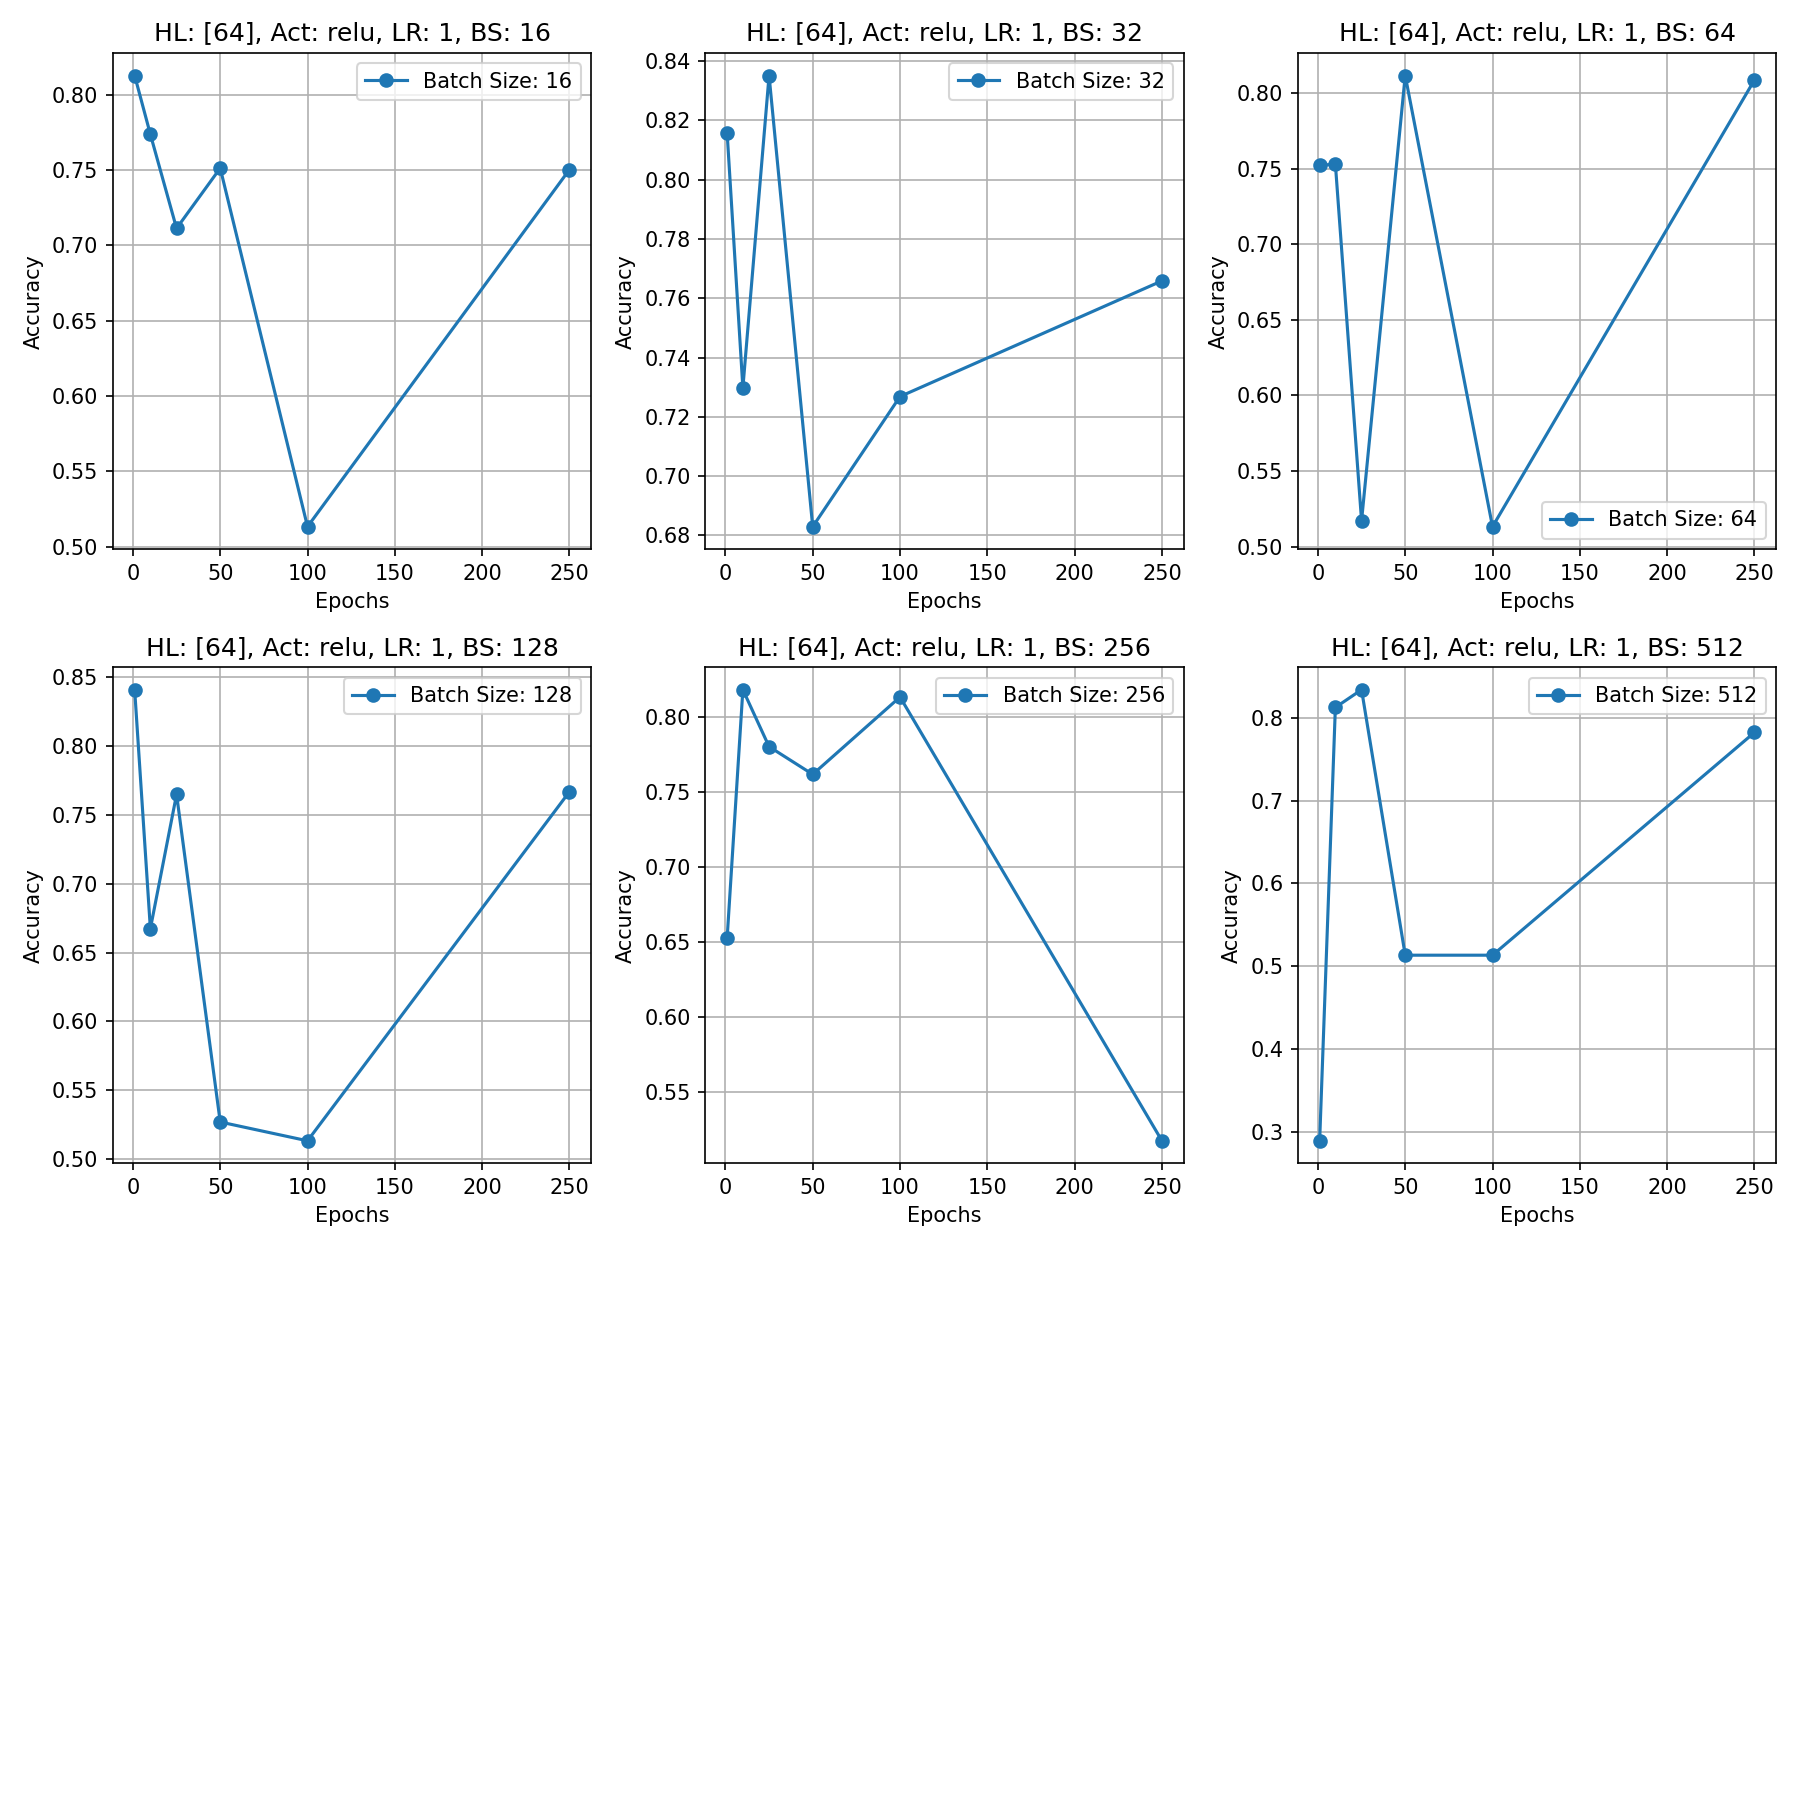 HL: [64], Act: relu, LR: 1, BS: 16
Batch Size: 16
0.80
0.75
0.70
0.65
0.60
0.55
0.50
Accuracy
0 50 100 150 200 250
Epochs
HL: [64], Act: relu, LR: 1, BS: 32
Batch Size: 32
0.84
0.82
0.80
0.78
0.76
0.74
0.72
0.70
0.68
Accuracy
0 50 100 150 200 250
Epochs
HL: [64], Act: relu, LR: 1, BS: 64
0.80
0.75
0.70
0.65
0.60
0.55
0.50
Accuracy
Batch Size: 64
0 50 100 150 200 250
Epochs
HL: [64], Act: relu, LR: 1, BS: 128
Batch Size: 128
0.85
0.80
0.75
0.70
0.65
0.60
0.55
0.50
Accuracy
0 50 100 150 200 250
Epochs
HL: [64], Act: relu, LR: 1, BS: 256
Batch Size: 256
0.80
0.75
0.70
0.65
0.60
0.55
Accuracy
0 50 100 150 200 250
Epochs
HL: [64], Act: relu, LR: 1, BS: 512
Batch Size: 512
0.8
0.7
0.6
0.5
0.4
0.3
Accuracy
0 50 100 150 200 250
Epochs